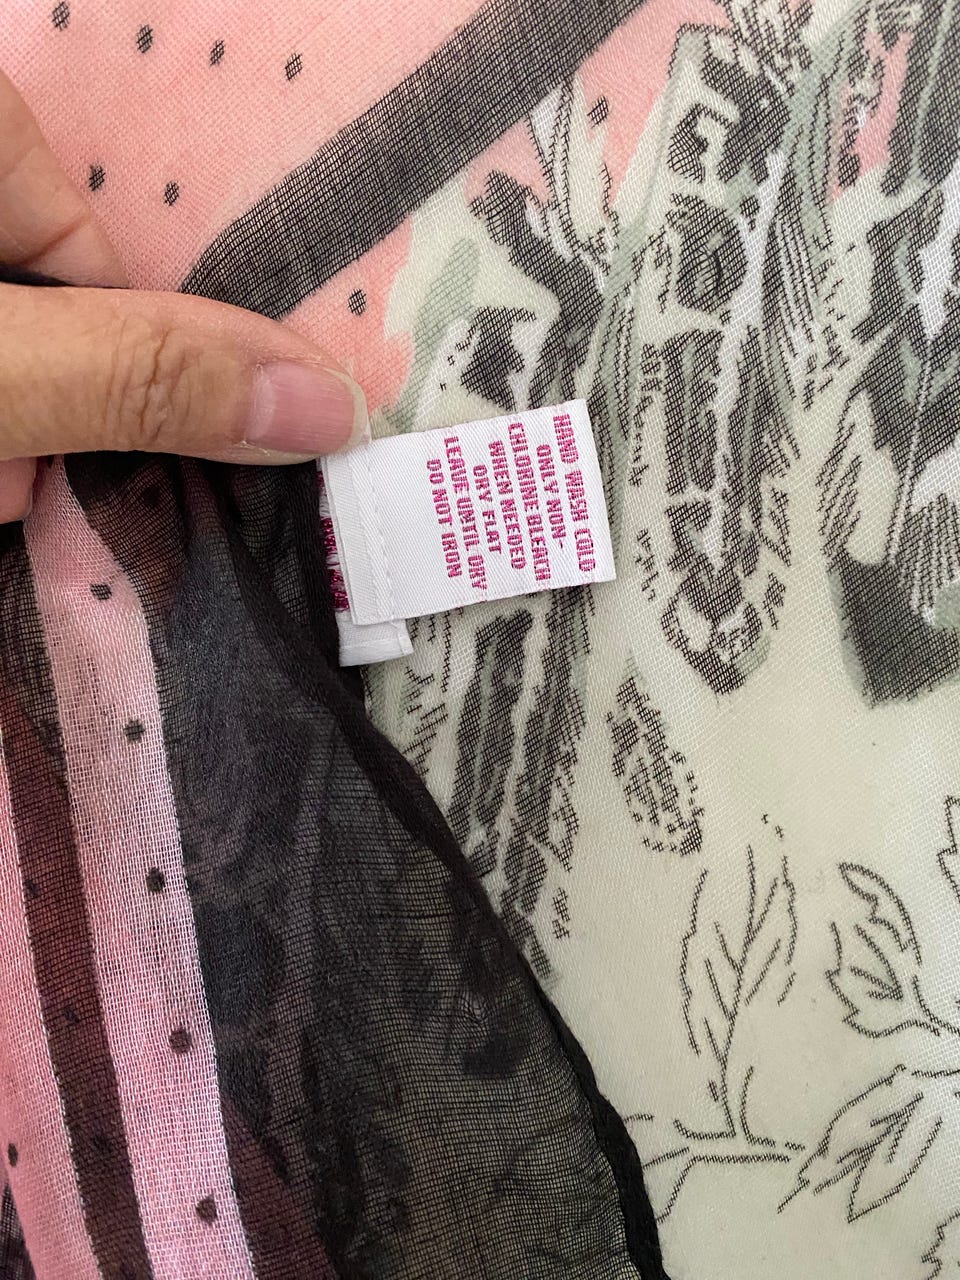 HAND WASH COLD
ONLY NON-
CHLORINE BLEACH
WHEN NEEDED
DRY FLAT
LEAVE UNTIL DRY
DO NOT IRON